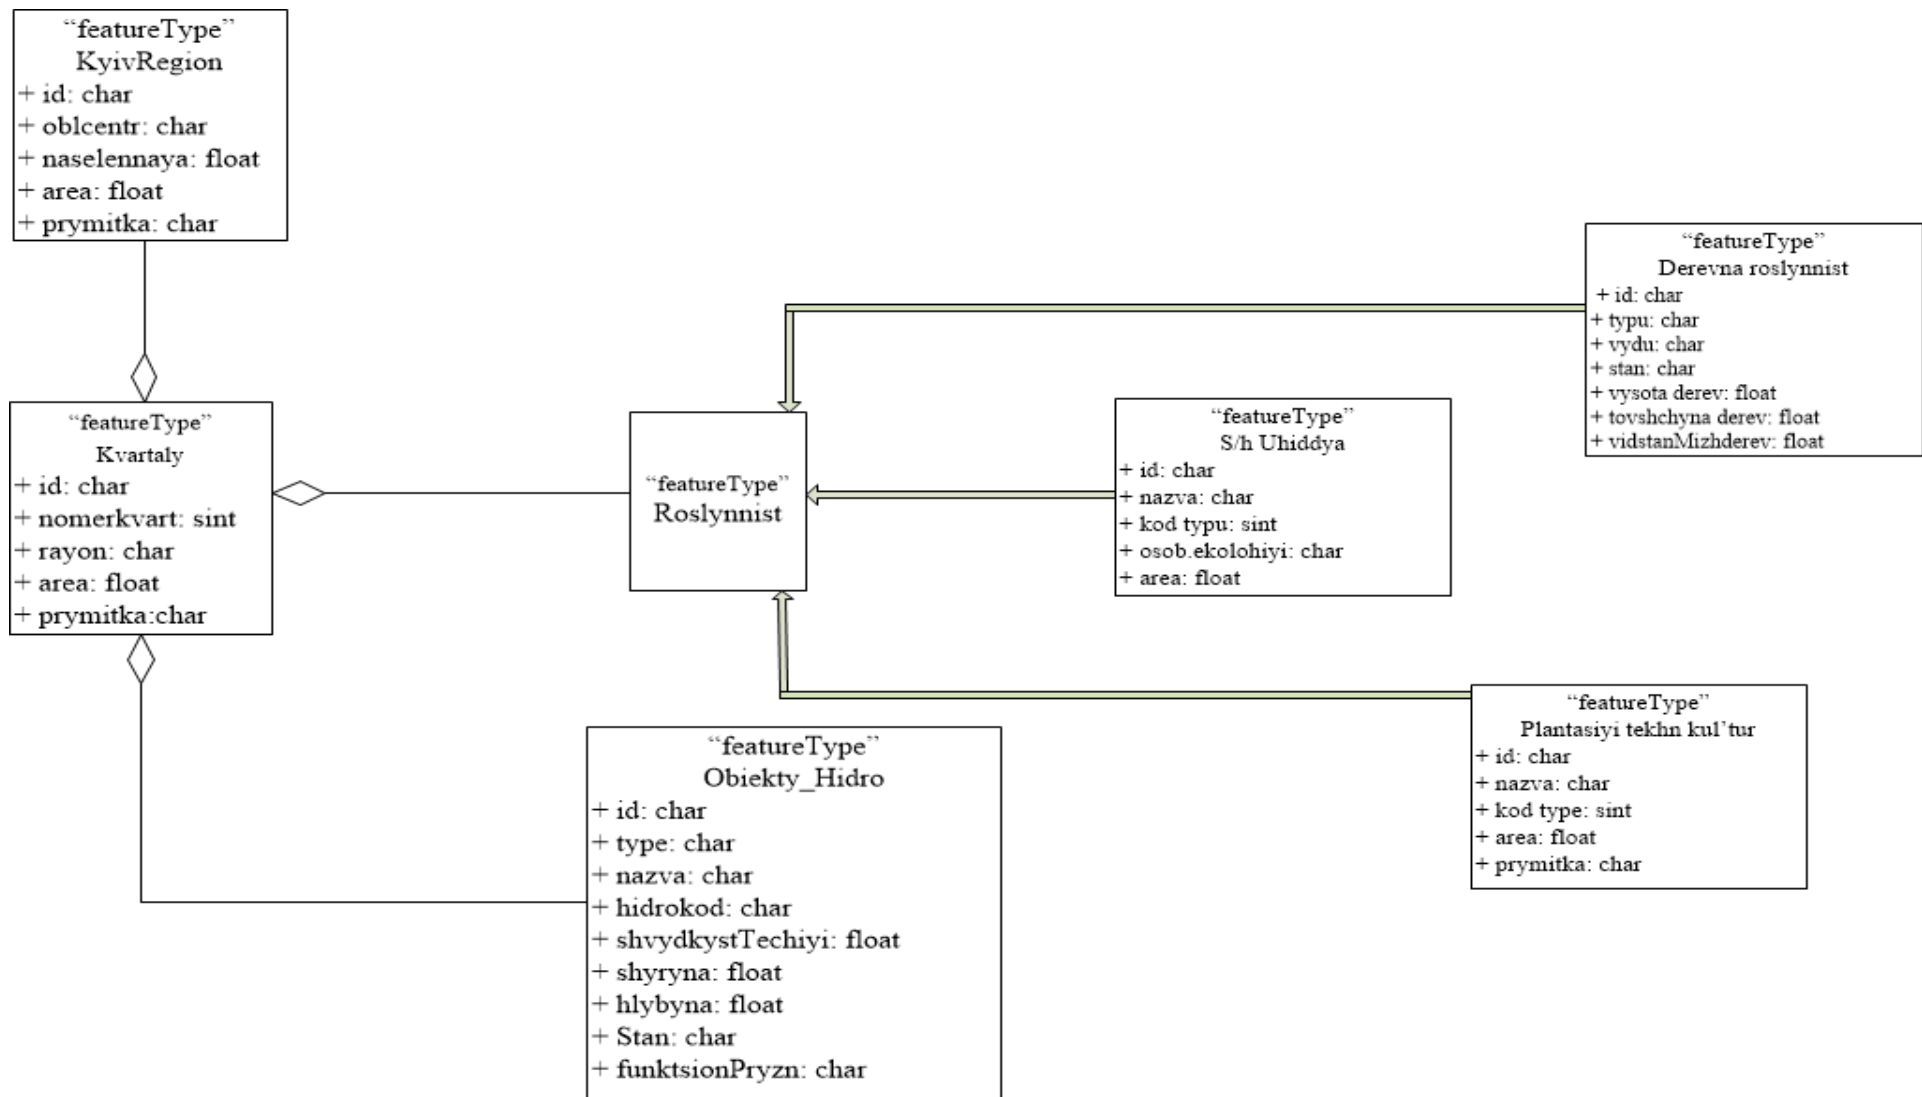 “featureType”
KyivRegion
+ id: char
+ oblcentr: char
+ naselennaya: float
+ area: float
+ prymitka: char
“featureType”
Kvartaly
+ id: char
+ nomerkvart: sint
+ rayon: char
+ area: float
+ prymitka:char
“featureType”
Roslynnist
“featureType”
Derevna roslynnist
+ id: char
+ typu: char
+ vydu: char
+ stan: char
+ vysota derev: float
+ tovshchyna derev: float
+ vidstanMizhderev: float
“featureType”
S/h Uhiddya
+ id: char
+ nazva: char
+ kod typu: sint
+ osob.ekolohiyi: char
+ area: float
“featureType”
Plantasiyi tekhn kul’tur
+ id: char
+ nazva: char
+ kod type: sint
+ area: float
+ prymitka: char
“featureType”
Obiekty_Hidro
+ id: char
+ type: char
+ nazva: char
+ hidrokod: char
+ shvydkystTechiyi: float
+ shyryna: float
+ hlybyna: float
+ Stan: char
+ funktsionPryzn: char